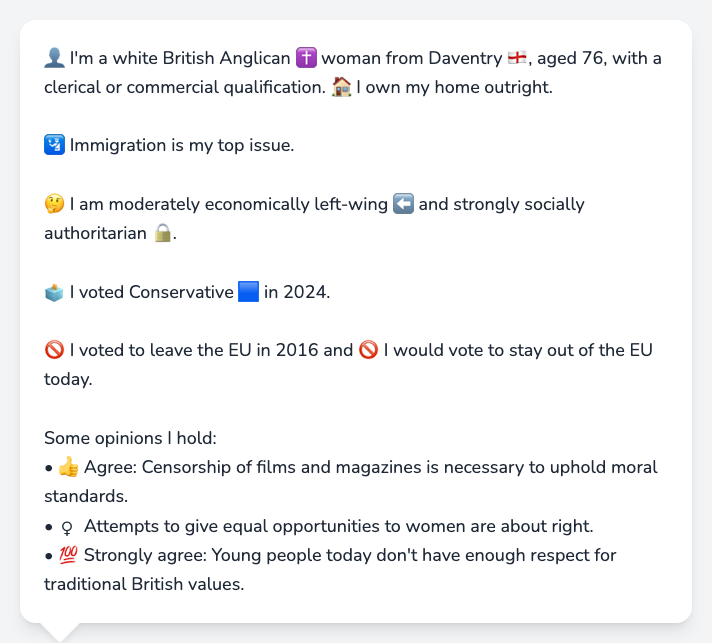 👤 I'm a white British Anglican ✝️ woman from Daventry 🏴󠁧󠁢󠁥󠁮󠁧󠁿, aged 76, with a
clerical or commercial qualification. 🏠 I own my home outright.
🛂 Immigration is my top issue.
🤔 I am moderately economically left-wing ⬅️ and strongly socially
authoritarian 🔒.
🗳️ I voted Conservative 🟦 in 2024.
🚫 I voted to leave the EU in 2016 and 🚫 I would vote to stay out of the EU
today.
Some opinions I hold:
• 👍 Agree: Censorship of films and magazines is necessary to uphold moral
standards.
• ♀ Attempts to give equal opportunities to women are about right.
• 💯 Strongly agree: Young people today don't have enough respect for
traditional British values.